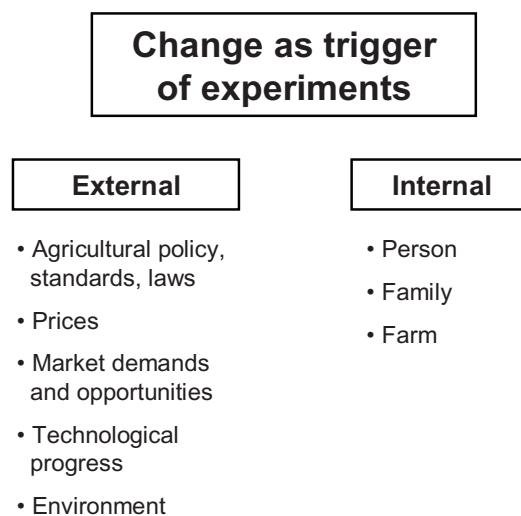 Change as trigger
of experiments
External
• Agricultural policy,
standards, laws
• Prices
• Market demands
and opportunities
• Technological
progress
• Environment
Internal
• Person
• Family
• Farm